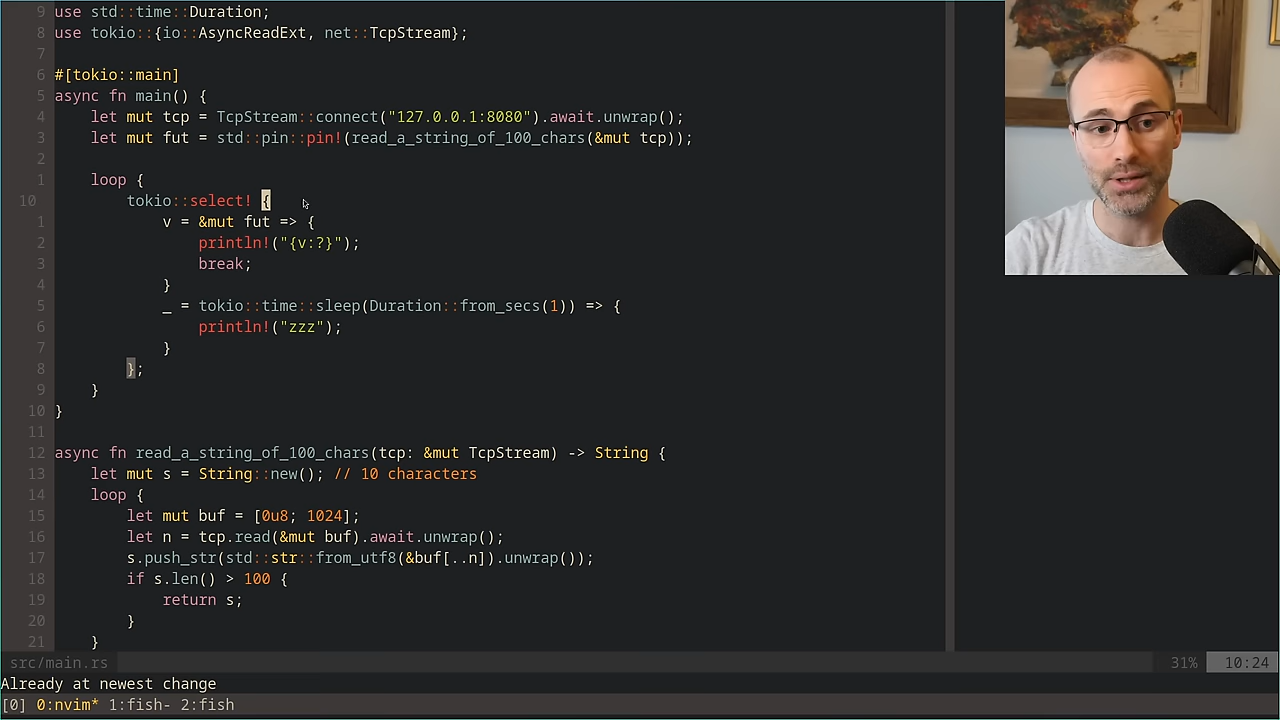 9 use std::time::Duration;
8 use tokio::{io::AsyncReadExt, net::TcpStream};
7
6 #[tokio::main]
5 async fn main() {
4     let mut tcp = TcpStream::connect("127.0.0.1:8080").await.unwrap();
3     let mut fut = std::pin::pin!(read_a_string_of_100_chars(&mut tcp));
2
1     loop {
10         tokio::select! {
1             v = &mut fut => {
2                 println!("{v:?}");
3                 break;
4             }
5             _ = tokio::time::sleep(Duration::from_secs(1)) => {
6                 println!("zzz");
7             }
8         };
9     }
10 }
11
12 async fn read_a_string_of_100_chars(tcp: &mut TcpStream) -> String {
13     let mut s = String::new(); // 10 characters
14     loop {
15         let mut buf = [0u8; 1024];
16         let n = tcp.read(&mut buf).await.unwrap();
17         s.push_str(std::str::from_utf8(&buf[..n]).unwrap());
18         if s.len() > 100 {
19             return s;
20         }
21     }
src/main.rs 31% 10:24
Already at newest change
[0] 0:nvim* 1:fish- 2:fish